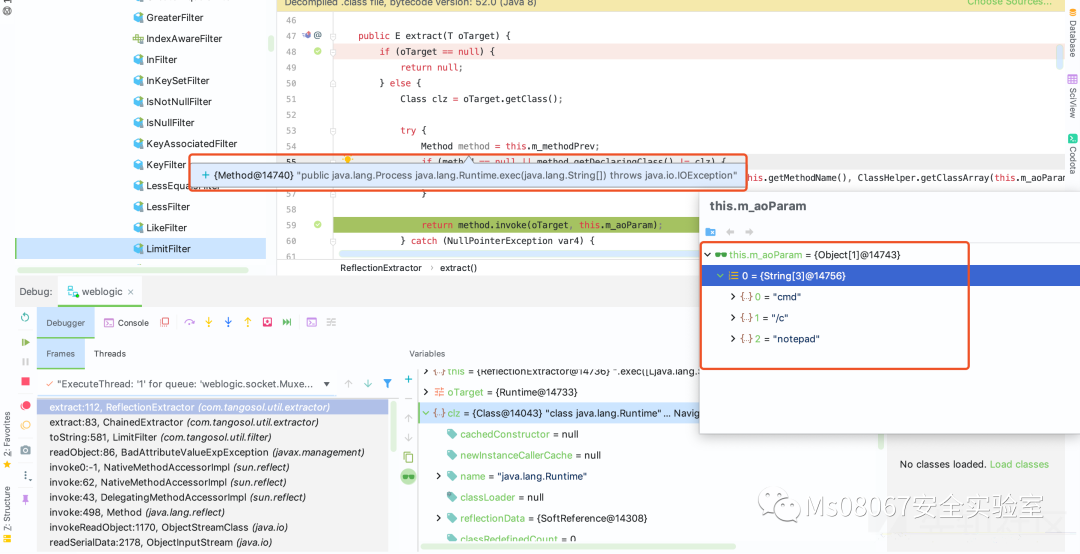 Decompiled .class file, bytecode version: 52.0 (Java 8)
Choose Sources...
GreaterFilter
IndexAwareFilter
InFilter
InKeySetFilter
IsNotNullFilter
IsNullFilter
KeyAssociatedFilter
KeyFilter
LessEqualsFilter
LessFilter
LikeFilter
LimitFilter
46
47 public E extract(T oTarget) {
48 if (oTarget == null) {
49 return null;
50 } else {
51 Class clz = oTarget.getClass();
52
53 try {
54 Method method = this.m_methodPrev;
55 if (method == null || method.getDeclaringClass() != clz) {
+ {Method@14740} "public java.lang.Process java.lang.Runtime.exec(java.lang.String[]) throws java.io.IOException"
this.getMethodName(), ClassHelper.getClassArray(this.m_aoParam
58
59 return method.invoke(oTarget, this.m_aoParam);
60 } catch (NullPointerException var4) {
ReflectionExtractor › extract()
this.m_aoParam
this.m_aoParam = {Object[1]@14743}
0 = {String[3]@14756}
0 = "cmd"
1 = "/c"
2 = "notepad"
Database
SciView
Codota
Debug:
weblogic
Debugger
Console
Frames
Threads
Variables
"ExecuteThread: '1' for queue: 'weblogic.socket.Muxe...
extract:112, ReflectionExtractor (com.tangosol.util.extractor)
extract:83, ChainedExtractor (com.tangosol.util.extractor)
toString:581, LimitFilter (com.tangosol.util.filter)
readObject:86, BadAttributeValueExpException (javax.management)
invoke0:-1, NativeMethodAccessorImpl (sun.reflect)
invoke:62, NativeMethodAccessorImpl (sun.reflect)
invoke:43, DelegatingMethodAccessorImpl (sun.reflect)
invoke:498, Method (java.lang.reflect)
invokeReadObject:1170, ObjectStreamClass (java.io)
readSerialData:2178, ObjectInputStream (java.io)
this = {ReflectionExtractor@14736} ".exec([Ljava.lang.S
oTarget = {Runtime@14733}
clz = {Class@14043} "class java.lang.Runtime" ... Navig
cachedConstructor = null
newInstanceCallerCache = null
name = "java.lang.Runtime"
classLoader = null
reflectionData = {SoftReference@14308}
classRedefinedCount = 0
No classes loaded. Load classes
2: Favorites
Z: Structure
Ms08067安全实验室